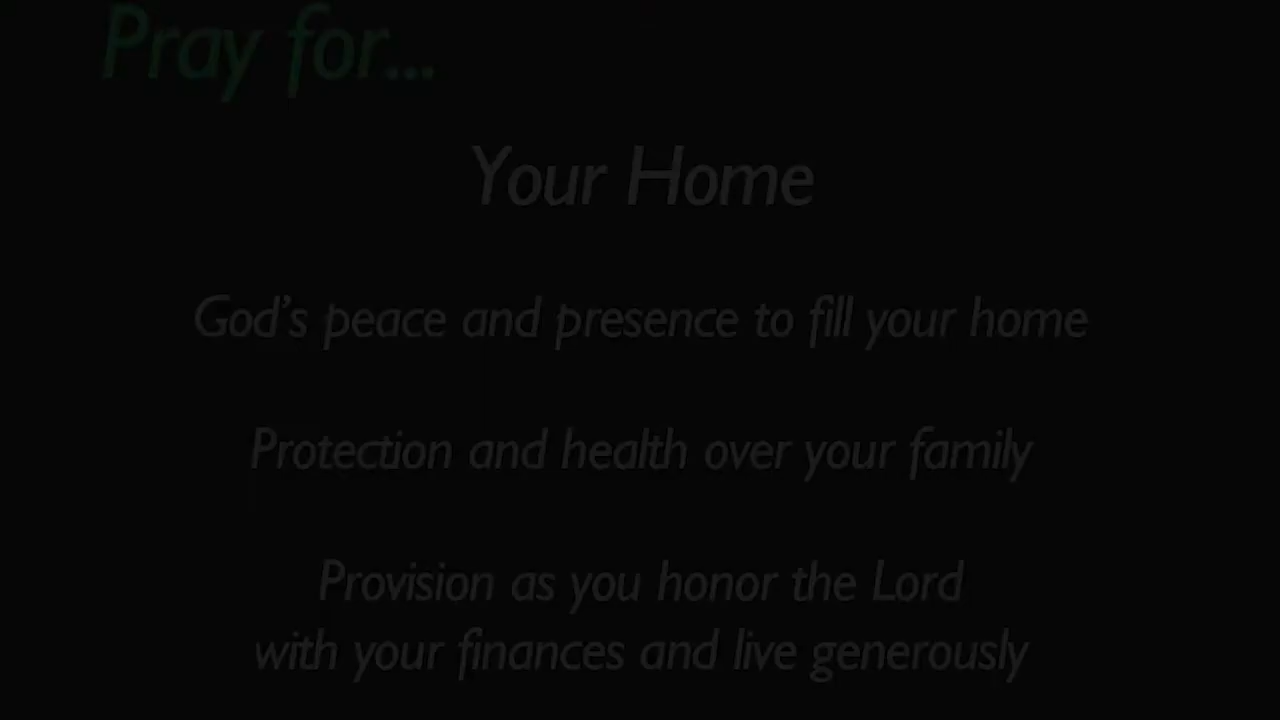 Pray for...
Your Home
God’s peace and presence to fill your home
Protection and health over your family
Provision as you honor the Lord
with your finances and live generously